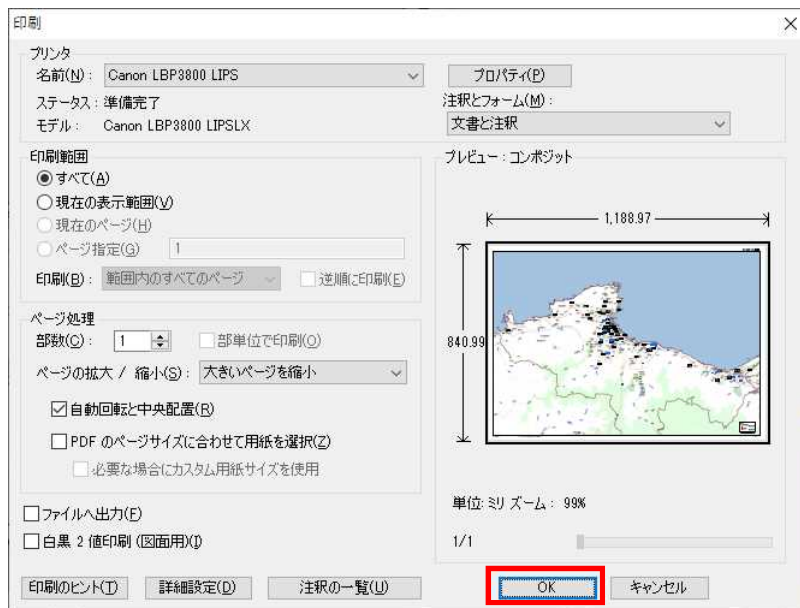 印刷
プリンタ
名前(N)： Canon LBP3800 LIPS
プロパティ(P)
ステータス： 準備完了
注釈とフォーム(M)：
モデル： Canon LBP3800 LIPSLX
文書と注釈
印刷範囲
すべて(A)
現在の表示範囲(V)
現在のページ(H)
ページ指定(G) 1
印刷(B)： 範囲内のすべてのページ 逆順に印刷(E)
プレビュー：コンポジット
1,188.97
840.99
ページ処理
部数(C)： 1 部単位で印刷(O)
ページの拡大 / 縮小(S)： 大きいページを縮小
自動回転と中央配置(R)
PDF のページサイズに合わせて用紙を選択(Z)
必要な場合にカスタム用紙サイズを使用
単位: ミリ ズーム： 99%
ファイルへ出力(F)
白黒 2 値印刷 (図面用)(I)
1/1
印刷のヒント(T) 詳細設定(D) 注釈の一覧(U) OK キャンセル